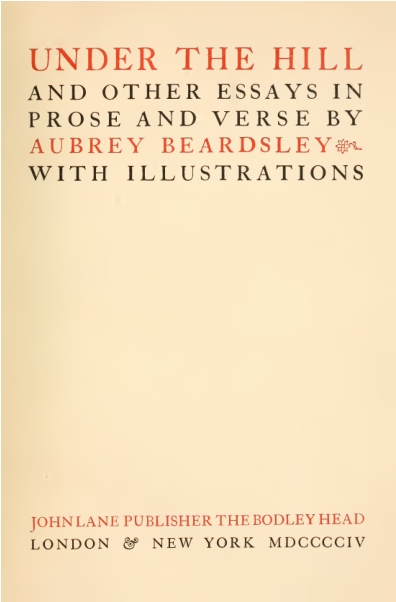 UNDER THE HILL
AND OTHER ESSAYS IN
PROSE AND VERSE BY
AUBREY BEARDSLEY
WITH ILLUSTRATIONS
JOHN LANE PUBLISHER THE BODLEY HEAD
LONDON & NEW YORK MDCCCCIV